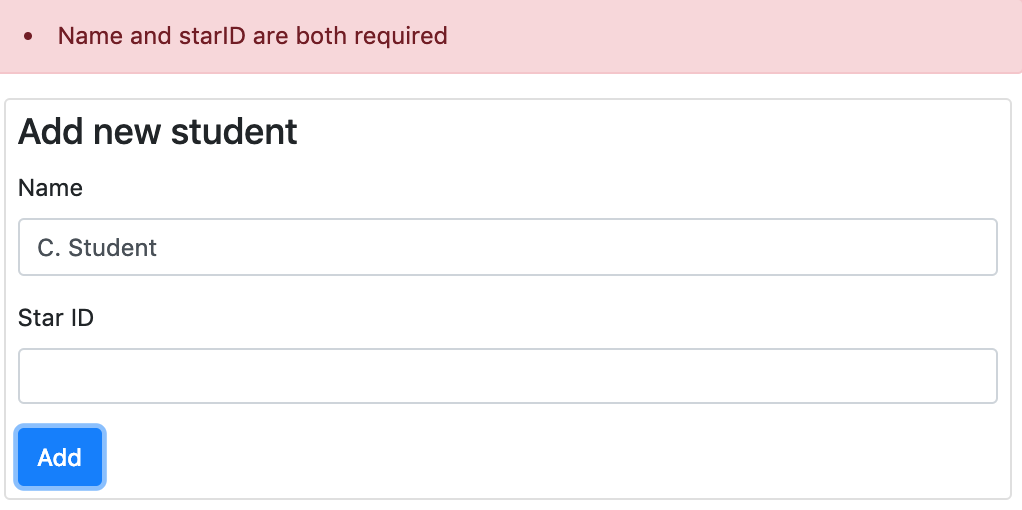 • Name and starID are both required
Add new student
Name
C. Student
Star ID
Add